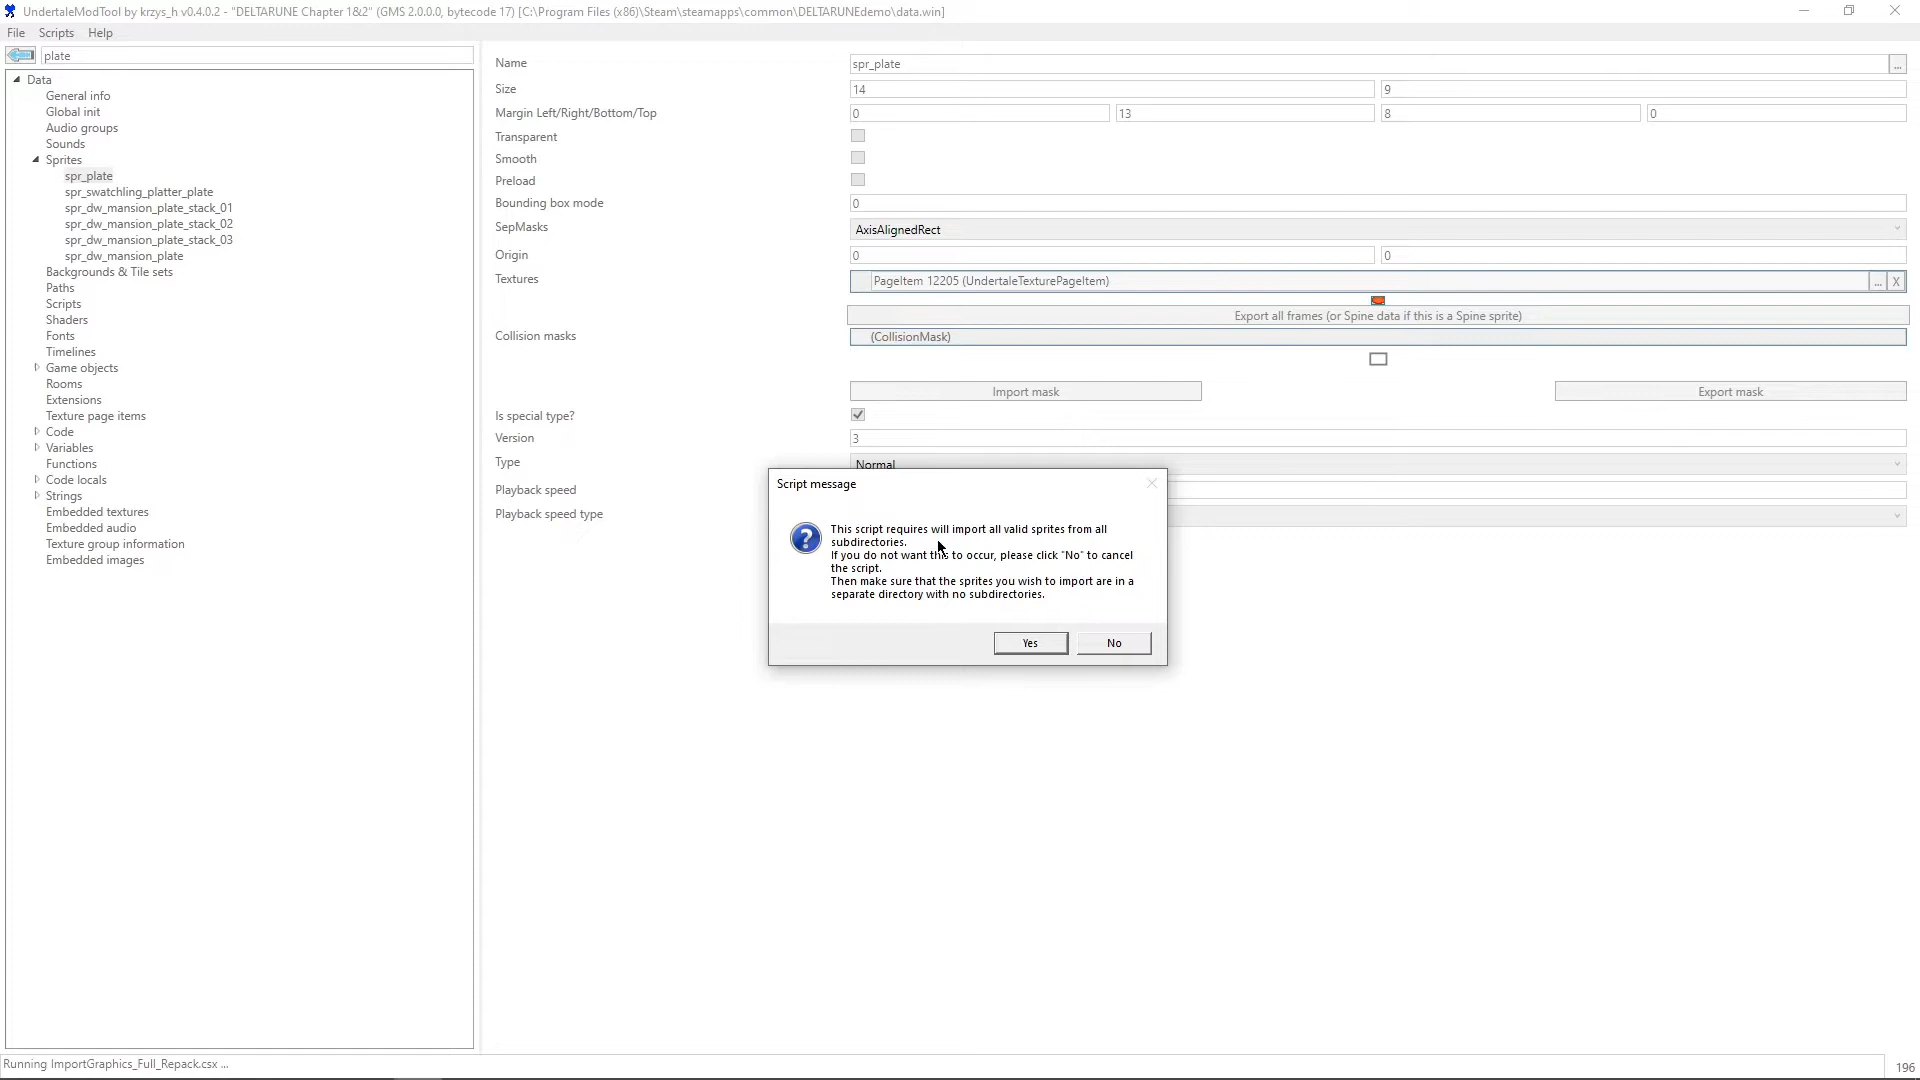 UndertaleModTool by krzys_h v0.4.0.2 - "DELTARUNE Chapter 1&2" (GMS 2.0.0.0, bytecode 17) [C:\Program Files (x86)\Steam\steamapps\common\DELTARUNEdemo\data.win]
File Scripts Help
plate
Data
General info
Global init
Audio groups
Sounds
Sprites
spr_plate
spr_swatchling_platter_plate
spr_dw_mansion_plate_stack_01
spr_dw_mansion_plate_stack_02
spr_dw_mansion_plate_stack_03
spr_dw_mansion_plate
Backgrounds & Tile sets
Paths
Scripts
Shaders
Fonts
Timelines
Game objects
Rooms
Extensions
Texture page items
Code
Variables
Functions
Code locals
Strings
Embedded textures
Embedded audio
Texture group information
Embedded images
Name spr_plate ...
Size 14 9
Margin Left/Right/Bottom/Top 0 13 8 0
Transparent
Smooth
Preload
Bounding box mode 0
SepMasks AxisAlignedRect
Origin 0 0
Textures PageItem 12205 (UndertaleTexturePageItem) ... X
Export all frames (or Spine data if this is a Spine sprite)
Collision masks (CollisionMask)
Import mask Export mask
Is special type?
Version 3
Type Normal
Playback speed
Playback speed type
Script message
This script requires will import all valid sprites from all
subdirectories.
If you do not want this to occur, please click "No" to cancel
the script.
Then make sure that the sprites you wish to import are in a
separate directory with no subdirectories.
Yes No
Running ImportGraphics_Full_Repack.csx ...
196